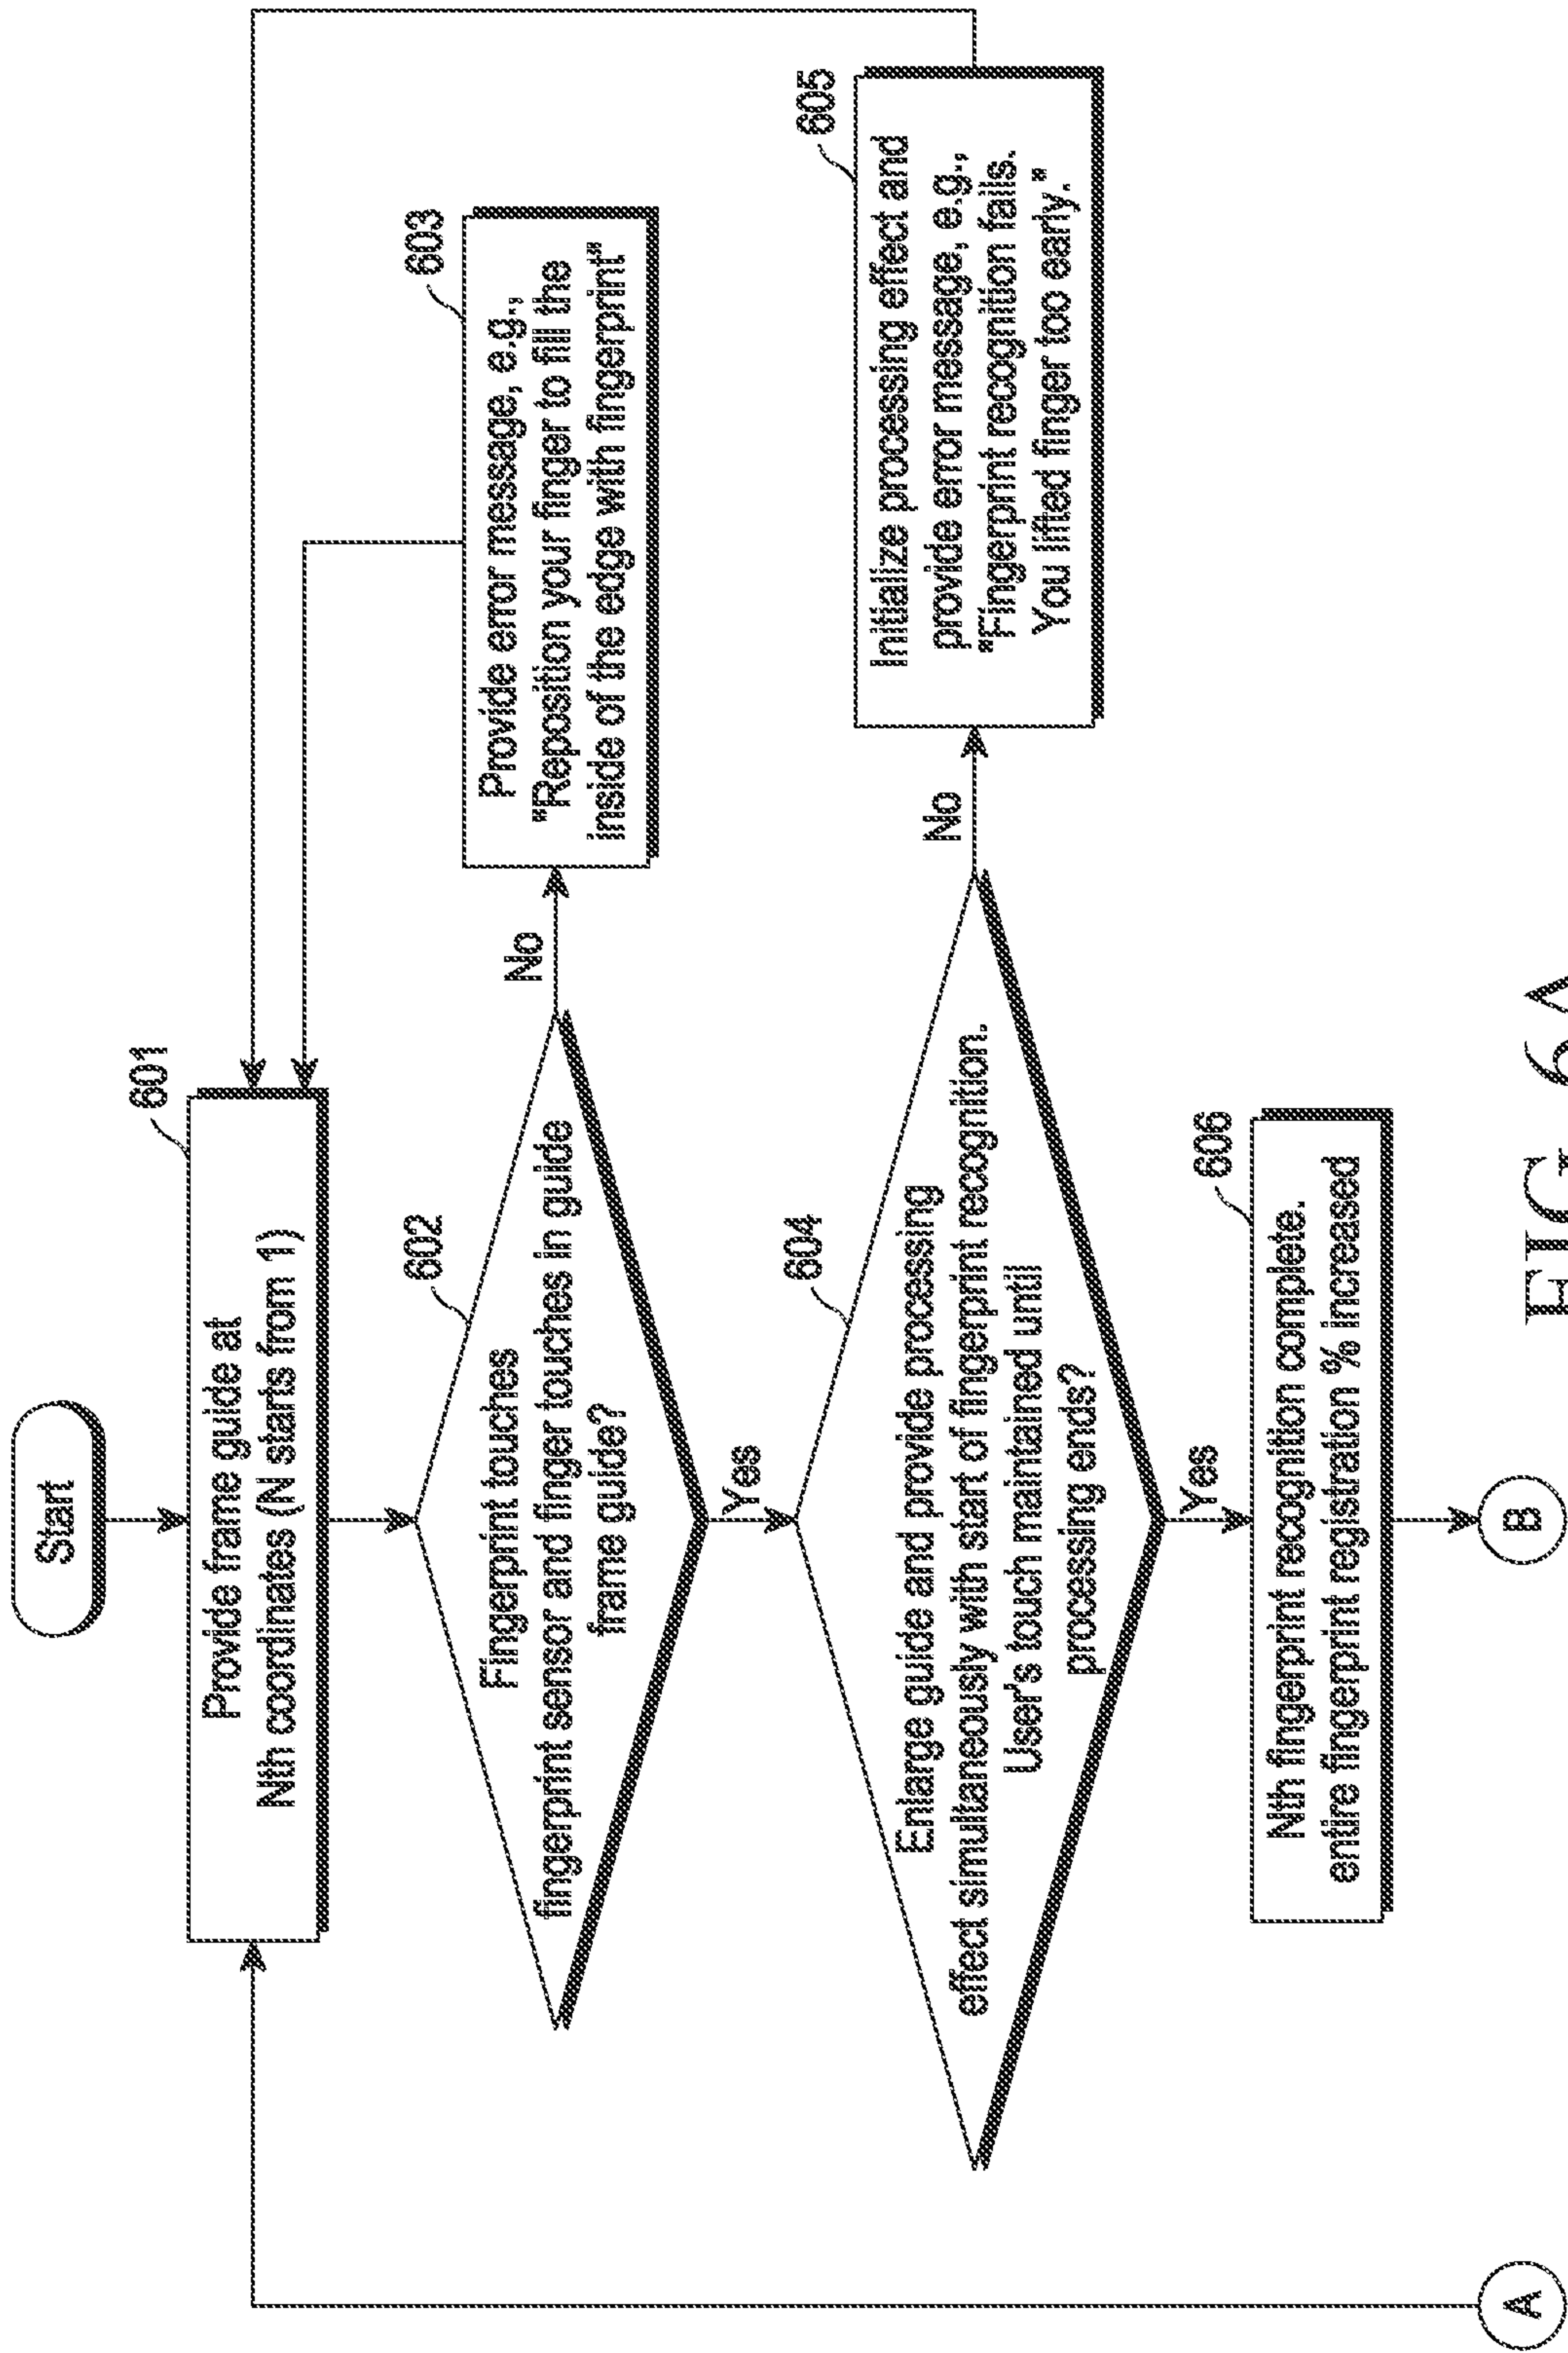 Start
601
Provide frame guide at
Nth coordinates (N starts from 1)
602
Fingerprint touches
fingerprint sensor and finger touches in guide
frame guide?
No
603
Provide error message, e.g.,
"Reposition your finger to fill the
inside of the edge with fingerprint"
Yes
604
Enlarge guide and provide processing
effect simultaneously with start of fingerprint recognition.
User's touch maintained until
processing ends?
No
605
Initialize processing effect and
provide error message, e.g.,
"Fingerprint recognition fails.
You lifted finger too early."
Yes
606
Nth fingerprint recognition complete.
entire fingerprint registration % increased
A
B
FIG. 6A